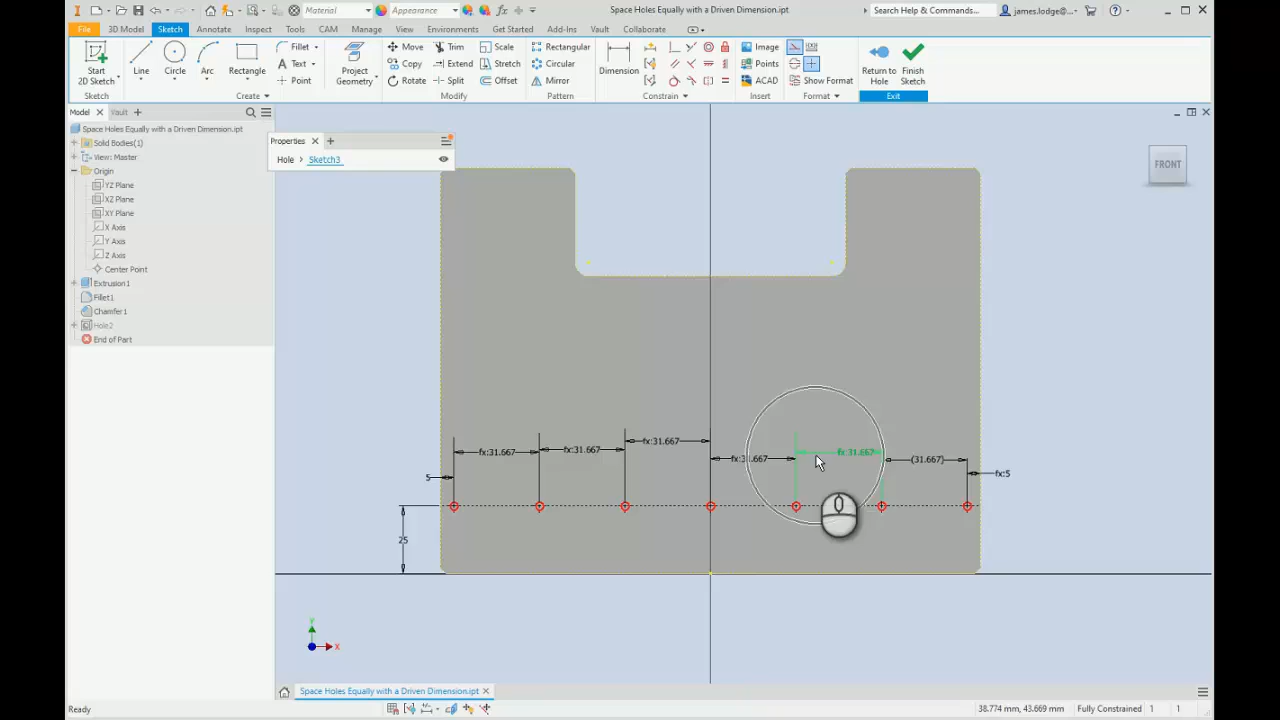 Material
Appearance
fx
Space Holes Equally with a Driven Dimension.ipt
Search Help & Commands...
james.lodge@...
File
3D Model
Sketch
Annotate
Inspect
Tools
CAM
Manage
View
Environments
Get Started
Add-Ins
Vault
Collaborate
Start
2D Sketch
Line
Circle
Arc
Rectangle
Fillet
Text
Point
Project
Geometry
Move
Copy
Rotate
Trim
Extend
Split
Scale
Stretch
Offset
Rectangular
Circular
Mirror
Dimension
Image
Points
ACAD
Show Format
Return to
Hole
Finish
Sketch
Sketch
Create
Modify
Pattern
Constrain
Insert
Format
Exit
Model
Vault
Space Holes Equally with a Driven Dimension.ipt
Solid Bodies(1)
View: Master
Origin
YZ Plane
XZ Plane
XY Plane
X Axis
Y Axis
Z Axis
Center Point
Extrusion1
Fillet1
Chamfer1
Hole2
End of Part
Properties
Hole
Sketch3
FRONT
fx:31.667
fx:31.667
fx:31.667
fx:31.667
fx:31.667
(31.667)
5
fx:5
25
Y
X
Space Holes Equally with a Driven Dimension.ipt
Ready
38.774 mm, 43.669 mm
Fully Constrained
1
1